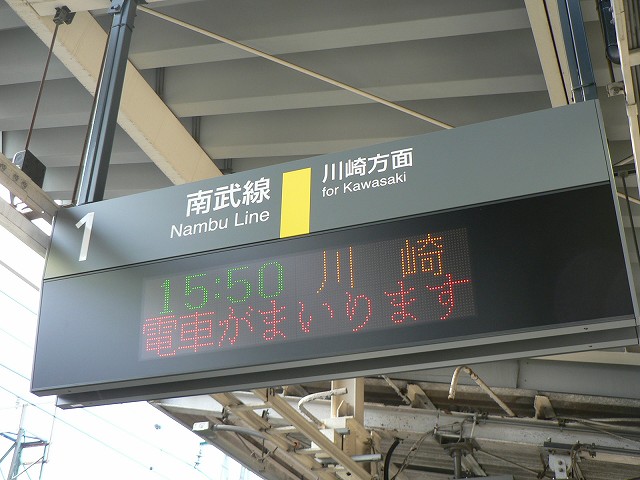 1 南武線 川崎方面
Nambu Line for Kawasaki
15:50 川 崎
電車がまいります